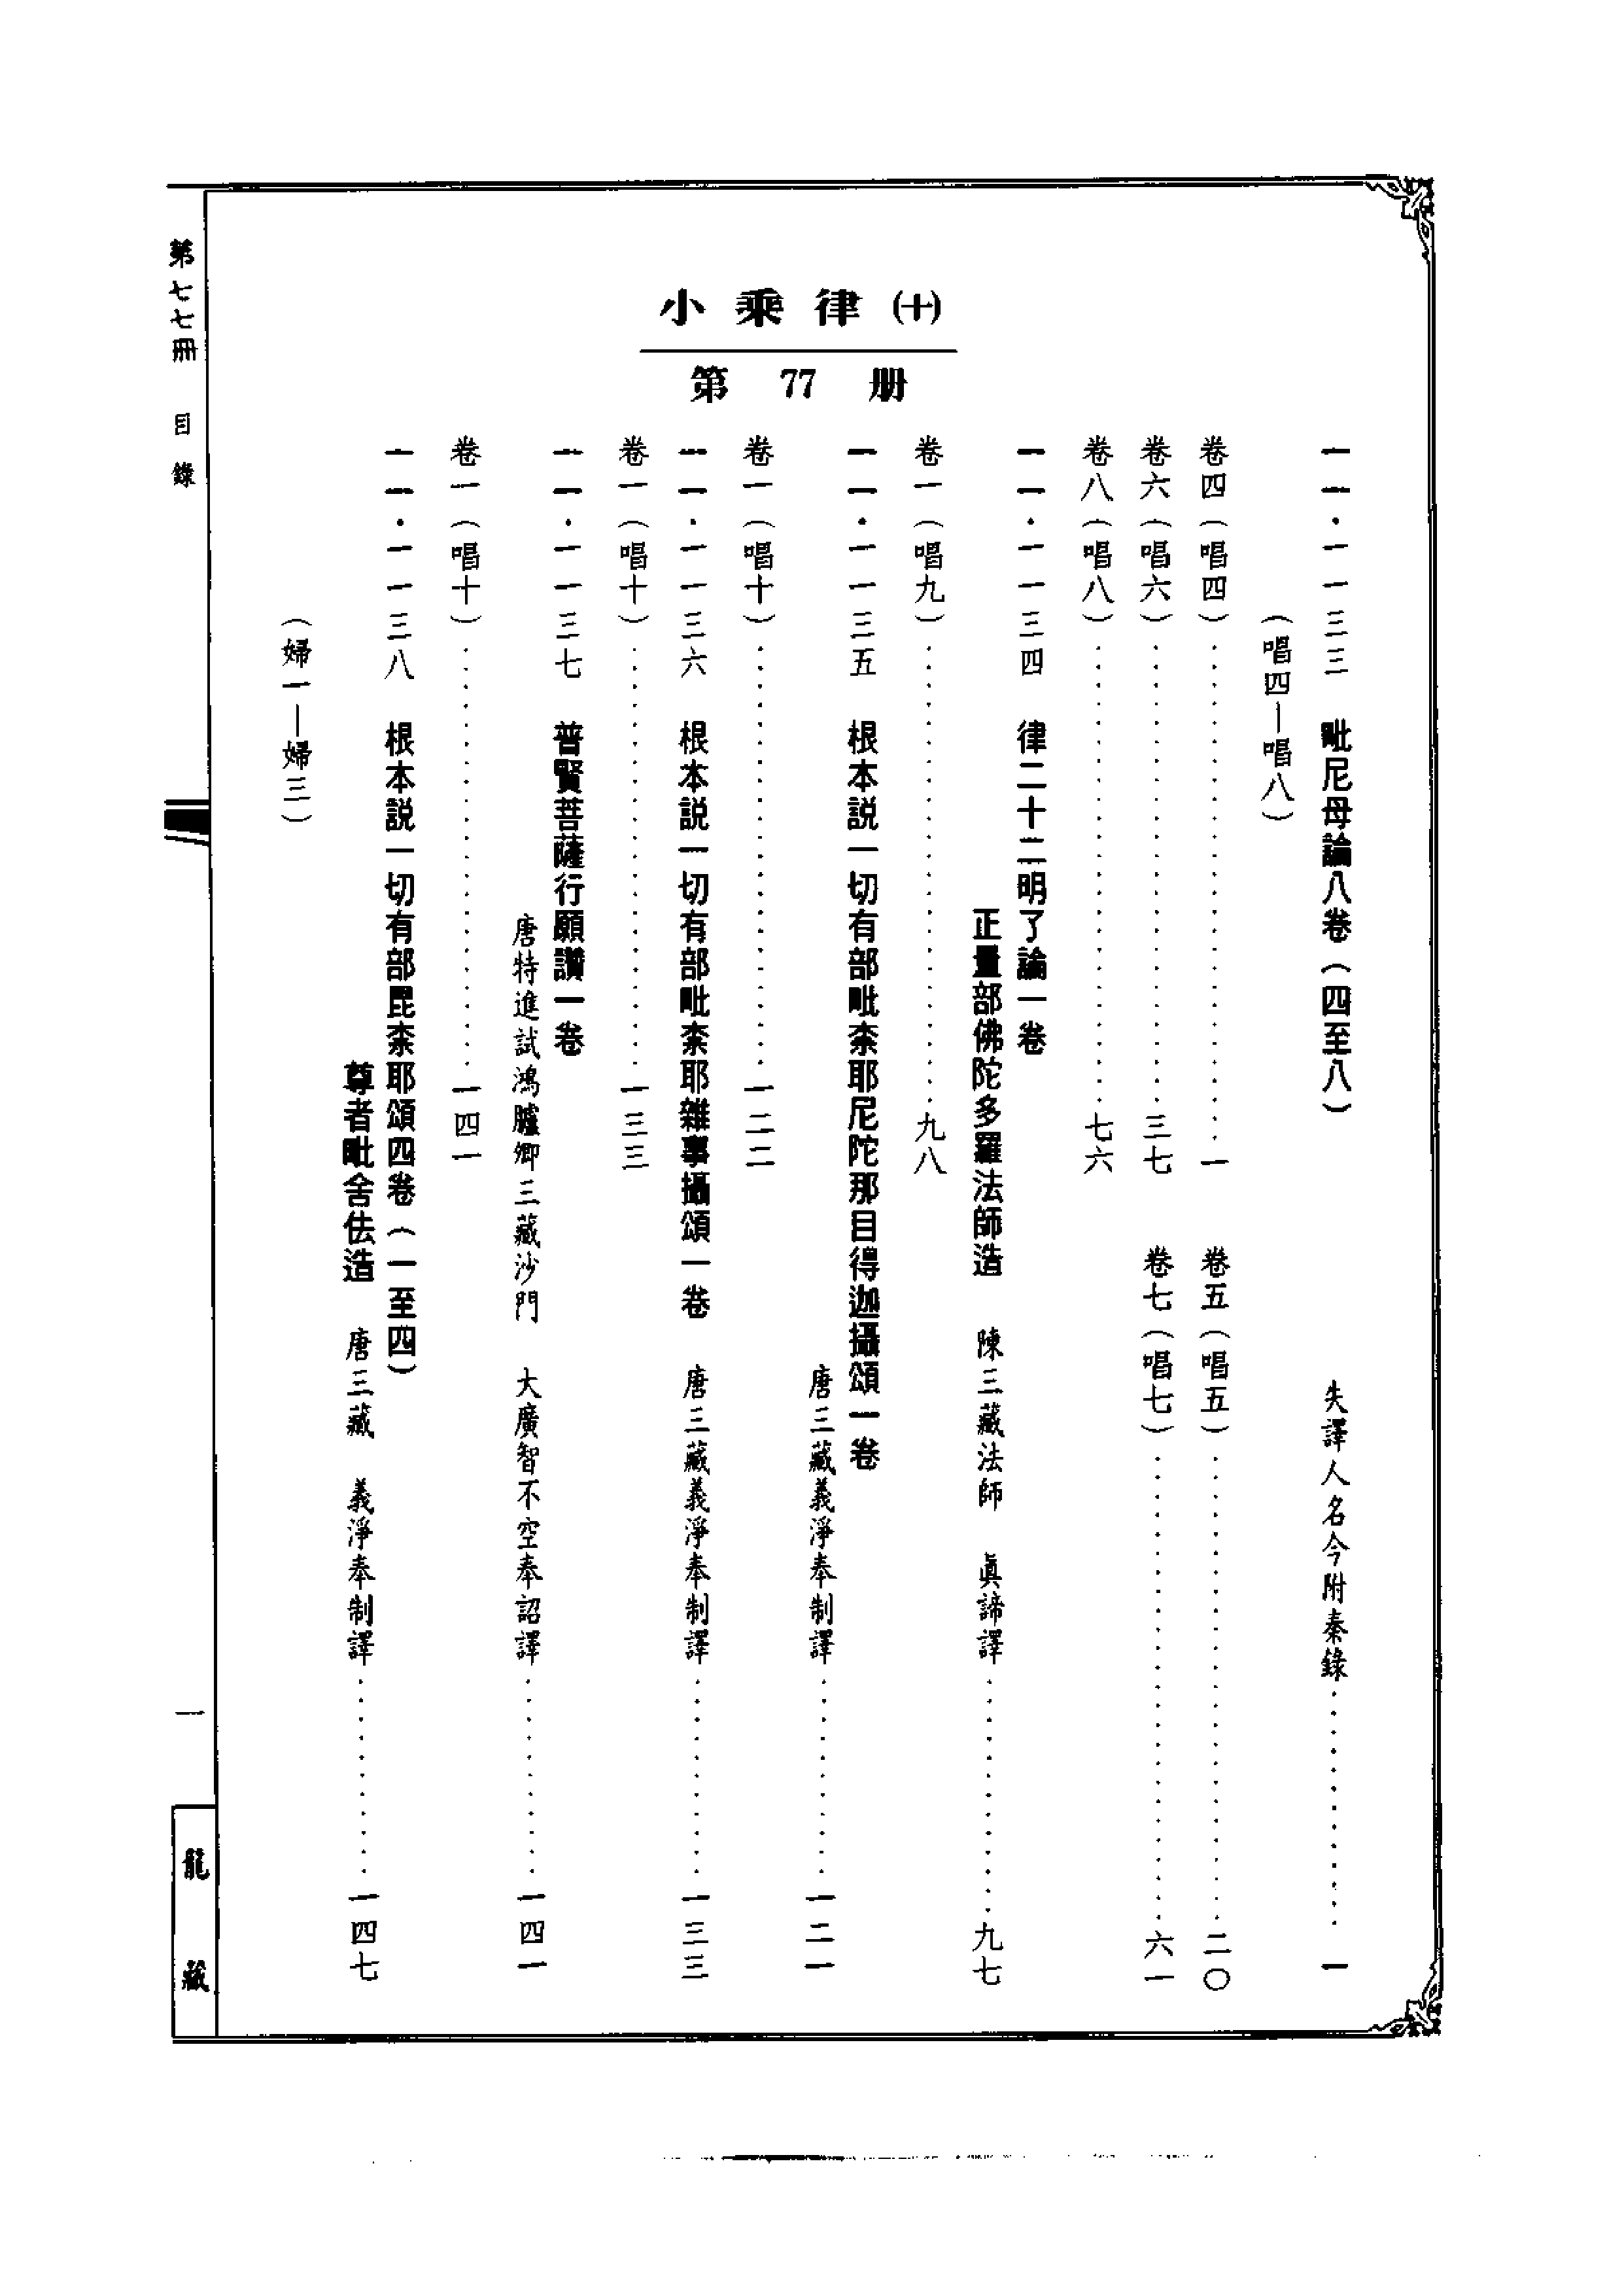 小乘律(十)
第77册
一一·一一三三　毗尼母論八卷（四至八）　失譯人名今附秦錄…………一
（唱四—唱八）
卷四（唱四）…………一　卷五（唱五）…………二〇
卷六（唱六）…………三七　卷七（唱七）…………六一
卷八（唱八）…………七六
一一·一一三四　律二十二明了論一卷
正量部佛陀多羅法師造　陳三藏法師　眞諦譯…………九七
卷一（唱九）…………九八
一一·一一三五　根本説一切有部毗柰耶尼陀那目得迦攝頌一卷
唐三藏義淨奉制譯…………一二一
卷一（唱十）…………一二二
一一·一一三六　根本説一切有部毗柰耶雜事攝頌一卷　唐三藏義淨奉制譯…………一三三
卷一（唱十）…………一三三
一一·一一三七　普賢菩薩行願讚一卷
唐特進試鴻臚卿三藏沙門　大廣智不空奉詔譯…………一四一
卷一（唱十）…………一四一
一一·一一三八　根本説一切有部毘柰耶頌四卷（一至四）
尊者毗舍佉造　唐三藏　義淨奉制譯…………一四七
（婦一—婦三）
第七七冊　目錄
一
龍藏